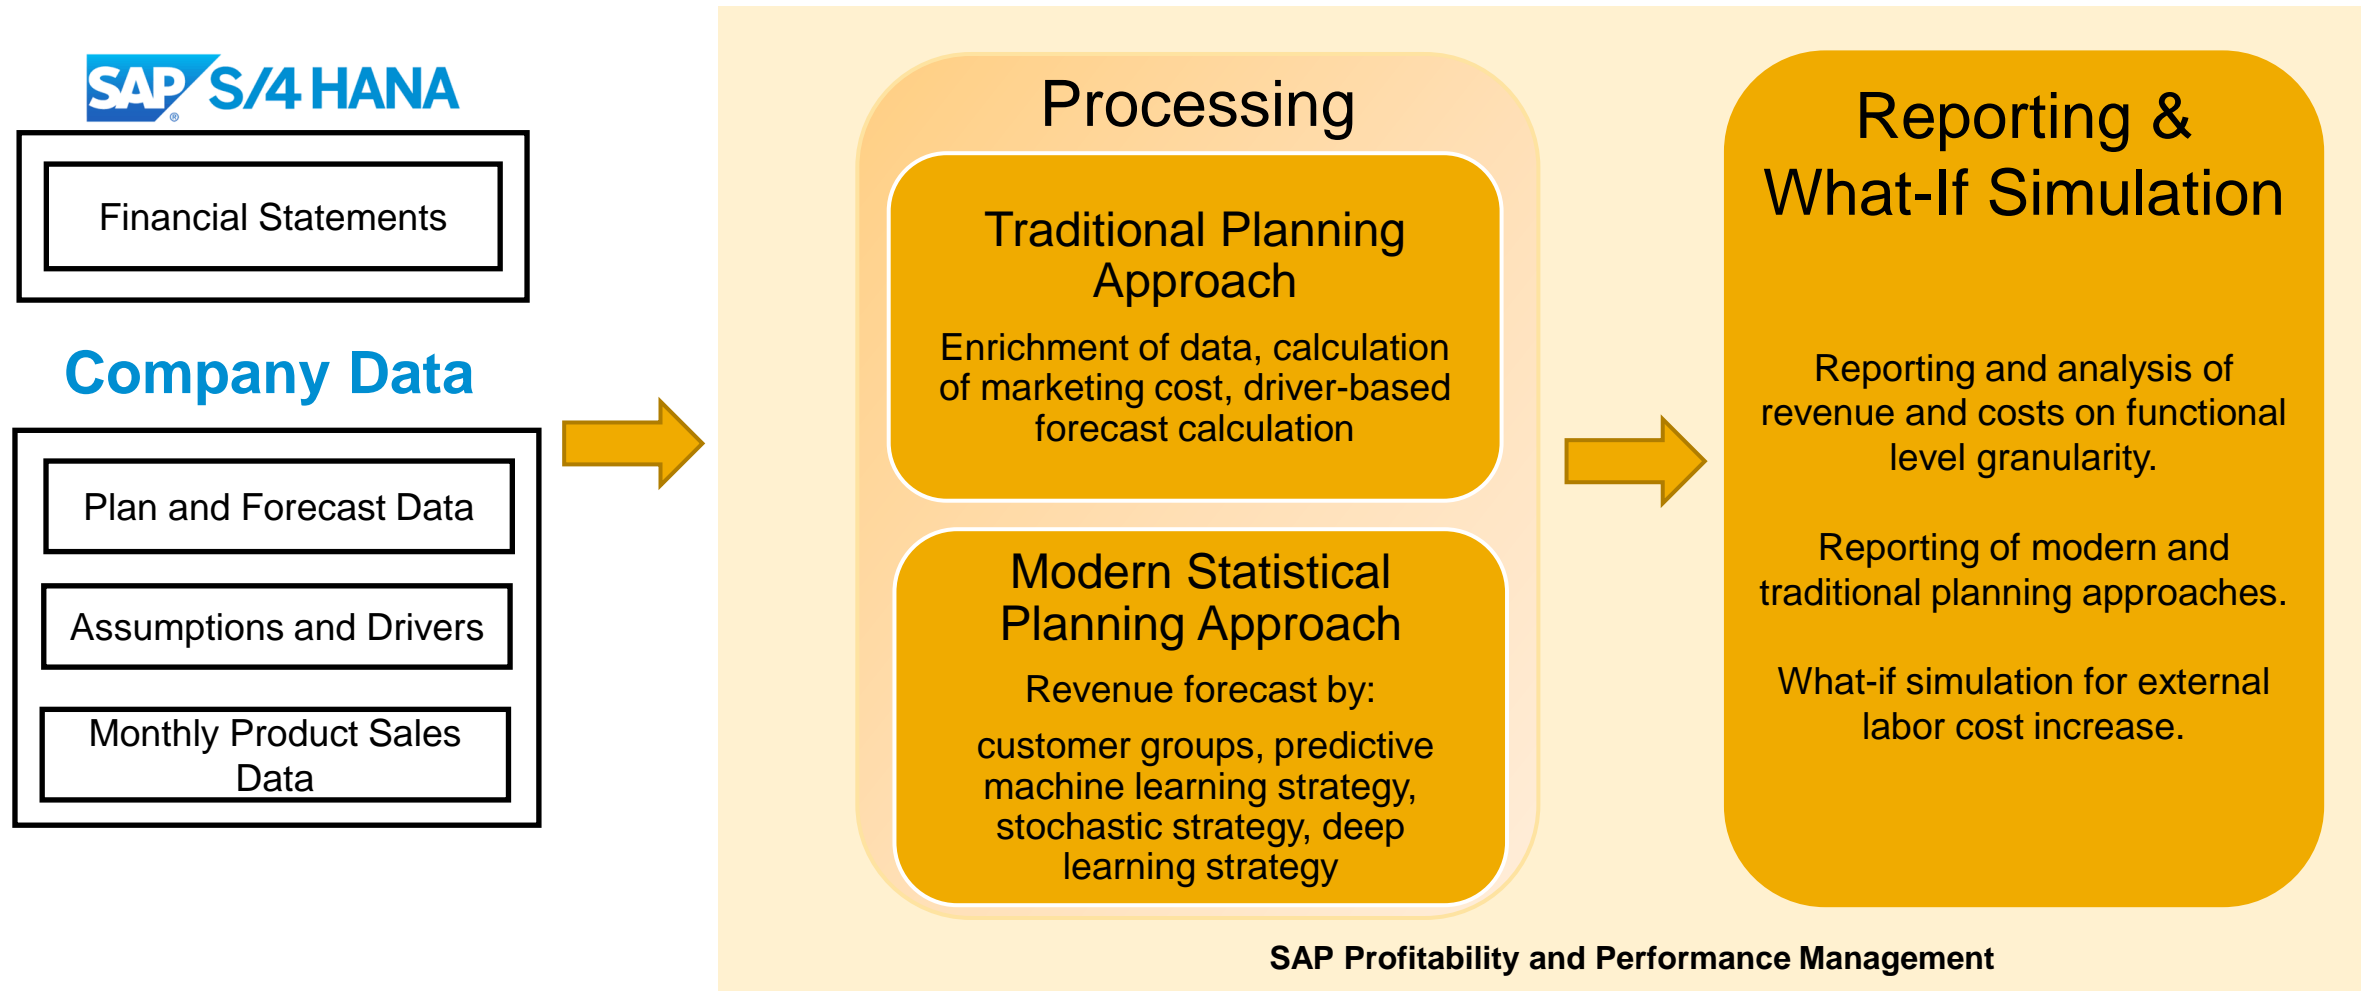 SAP S/4 HANA
®
Financial Statements
Company Data
Plan and Forecast Data
Assumptions and Drivers
Monthly Product Sales
Data
Processing
Traditional Planning
Approach
Enrichment of data, calculation
of marketing cost, driver-based
forecast calculation
Modern Statistical
Planning Approach
Revenue forecast by:
customer groups, predictive
machine learning strategy,
stochastic strategy, deep
learning strategy
Reporting &
What-If Simulation
Reporting and analysis of
revenue and costs on functional
level granularity.
Reporting of modern and
traditional planning approaches.
What-if simulation for external
labor cost increase.
SAP Profitability and Performance Management